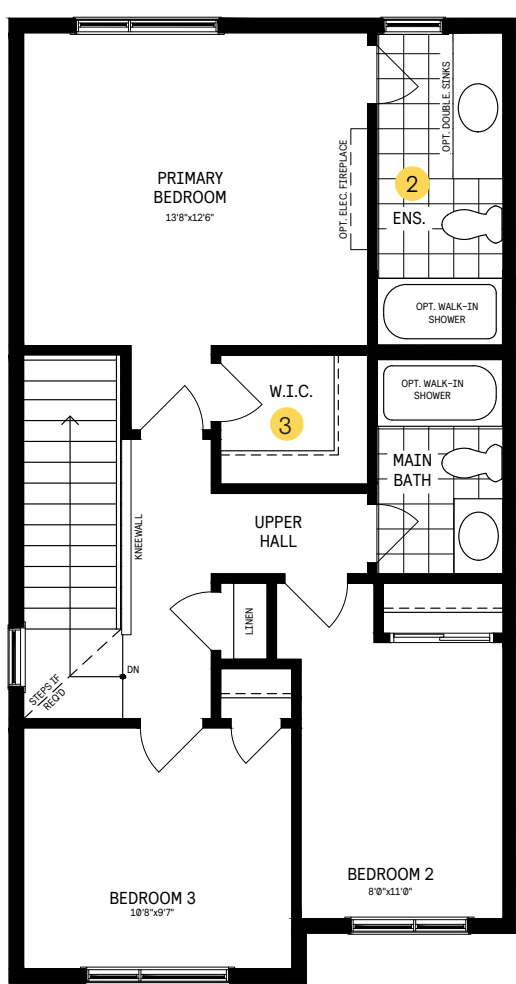 PRIMARY
BEDROOM
13'8"x12'6"
OPT. ELEC. FIREPLACE
OPT. DOUBLE. SINKS
2
ENS.
OPT. WALK-IN
SHOWER
W.I.C.
3
OPT. WALK-IN
SHOWER
MAIN
BATH
KNEEWALL
UPPER
HALL
LINEN
DN
STEPS IF
REQ'D
BEDROOM 2
8'0"x11'0"
BEDROOM 3
10'8"x9'7"